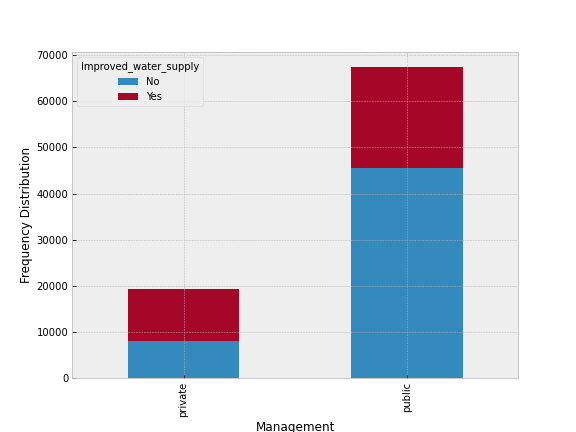 Improved_water_supply
No
Yes
70000
60000
50000
40000
30000
20000
10000
0
Frequency Distribution
private
public
Management